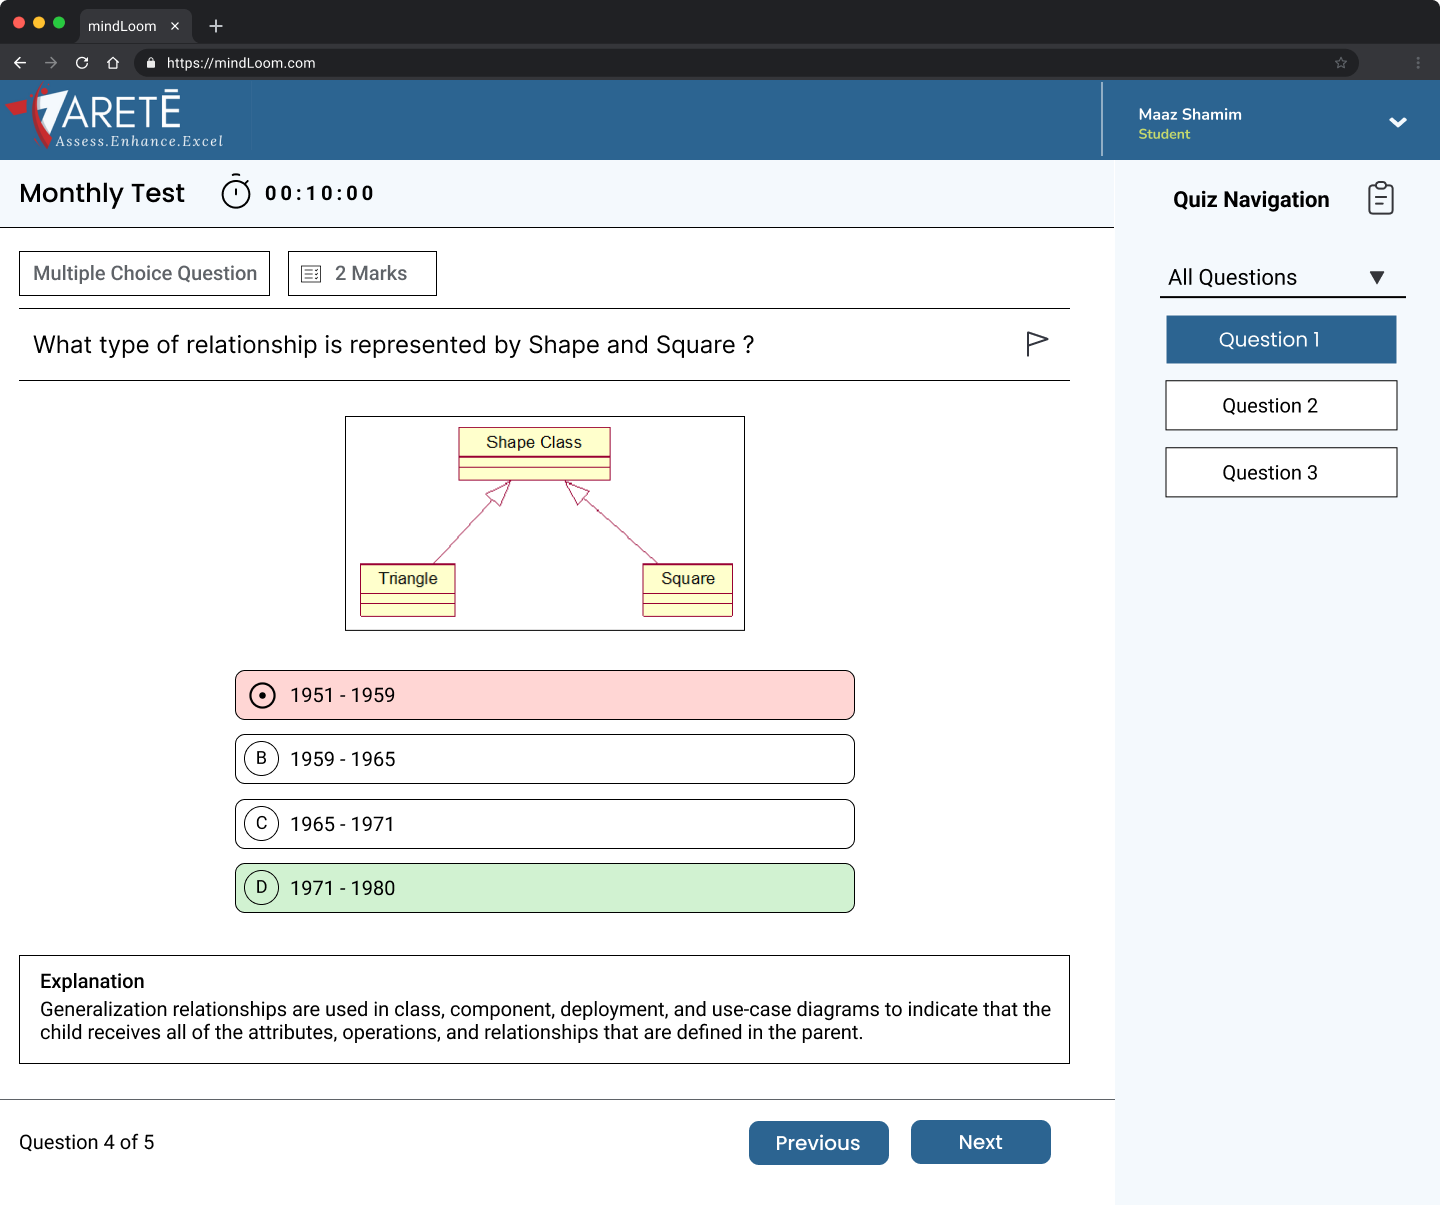 mindLoom
https://mindLoom.com
ARETĒ
Assess.Enhance.Excel
Maaz Shamim
Student
Monthly Test
00:10:00
Quiz Navigation
Multiple Choice Question
2 Marks
All Questions
What type of relationship is represented by Shape and Square ?
Question 1
Question 2
Question 3
Shape Class
Triangle
Square
1951 - 1959
B
1959 - 1965
C
1965 - 1971
D
1971 - 1980
Explanation
Generalization relationships are used in class, component, deployment, and use-case diagrams to indicate that the
child receives all of the attributes, operations, and relationships that are defined in the parent.
Question 4 of 5
Previous
Next